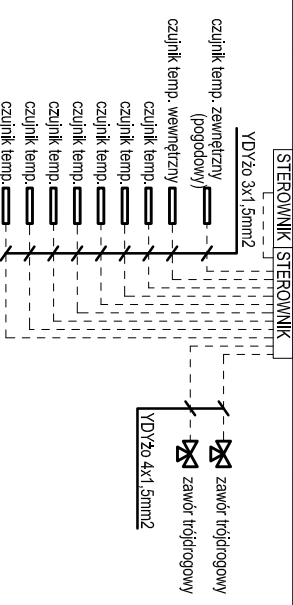 STEROWNIK
STEROWNIK
YDYżo 3x1,5mm2
czujnik temp. zewnętrzny
(pogodowy)
czujnik temp. wewnętrzny
czujnik temp.
czujnik temp.
czujnik temp.
czujnik temp.
czujnik temp.
czujnik temp.
czujnik temp.
zawór trójdrogowy
zawór trójdrogowy
YDYżo 4x1,5mm2